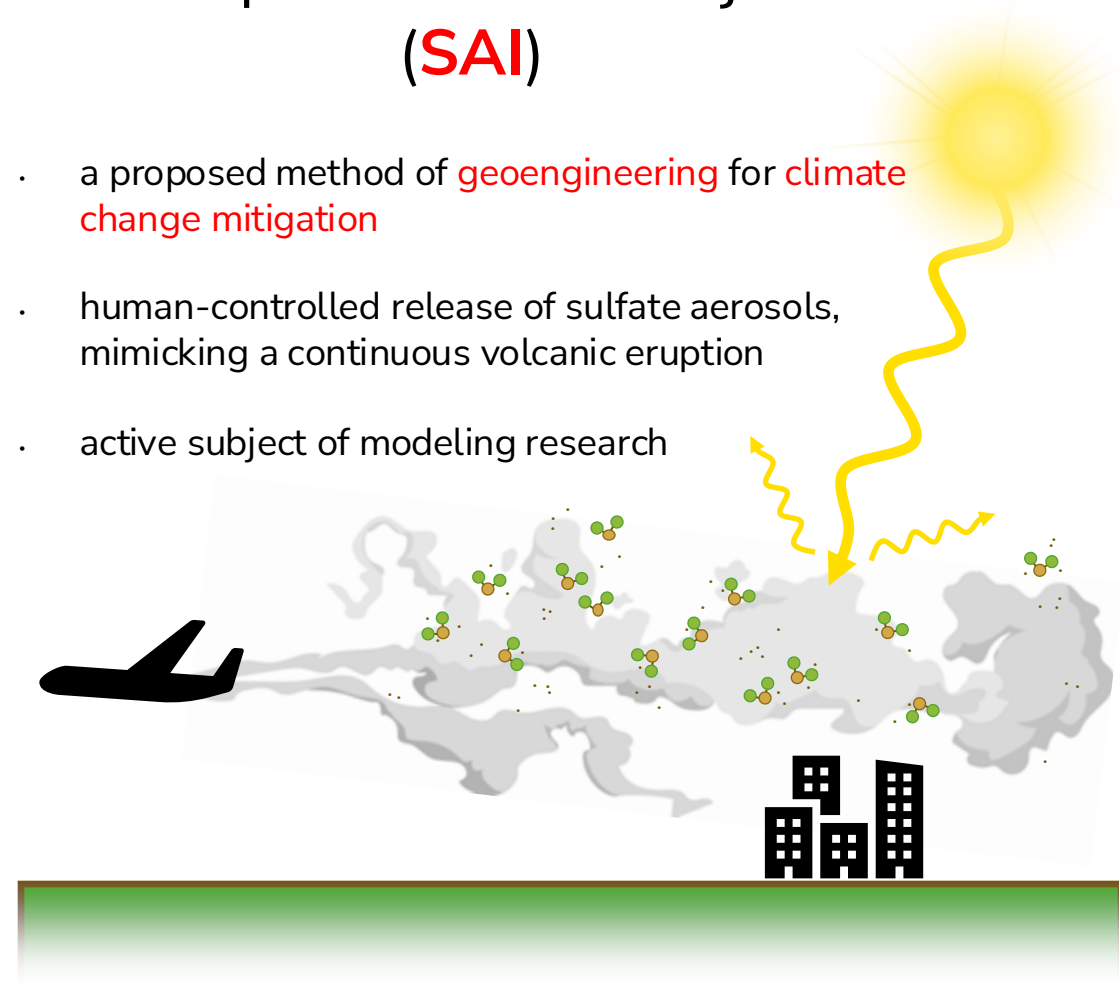 (SAI)
· a proposed method of geoengineering for climate
change mitigation
· human-controlled release of sulfate aerosols,
mimicking a continuous volcanic eruption
· active subject of modeling research